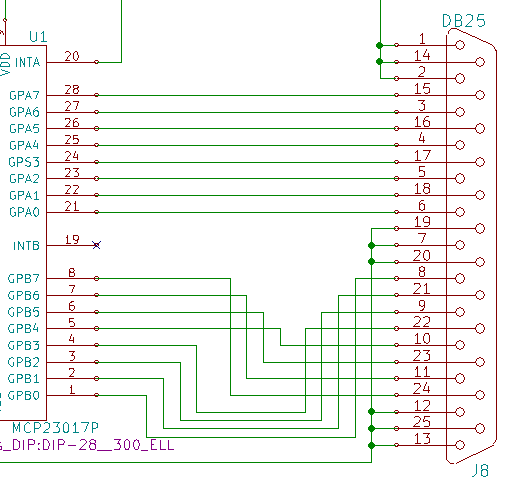 DB25
U1
VDD
INTA 20
GPA7 28
GPA6 27
GPA5 26
GPA4 25
GPS3 24
GPA2 23
GPA1 22
GPA0 21
INTB 19
GPB7 8
GPB6 7
GPB5 6
GPB4 5
GPB3 4
GPB2 3
GPB1 2
GPB0 1
MCP23017P
_DIP:DIP-28__300_ELL
1
14
2
15
3
16
4
17
5
18
6
19
7
20
8
21
9
22
10
23
11
24
12
25
13
J8